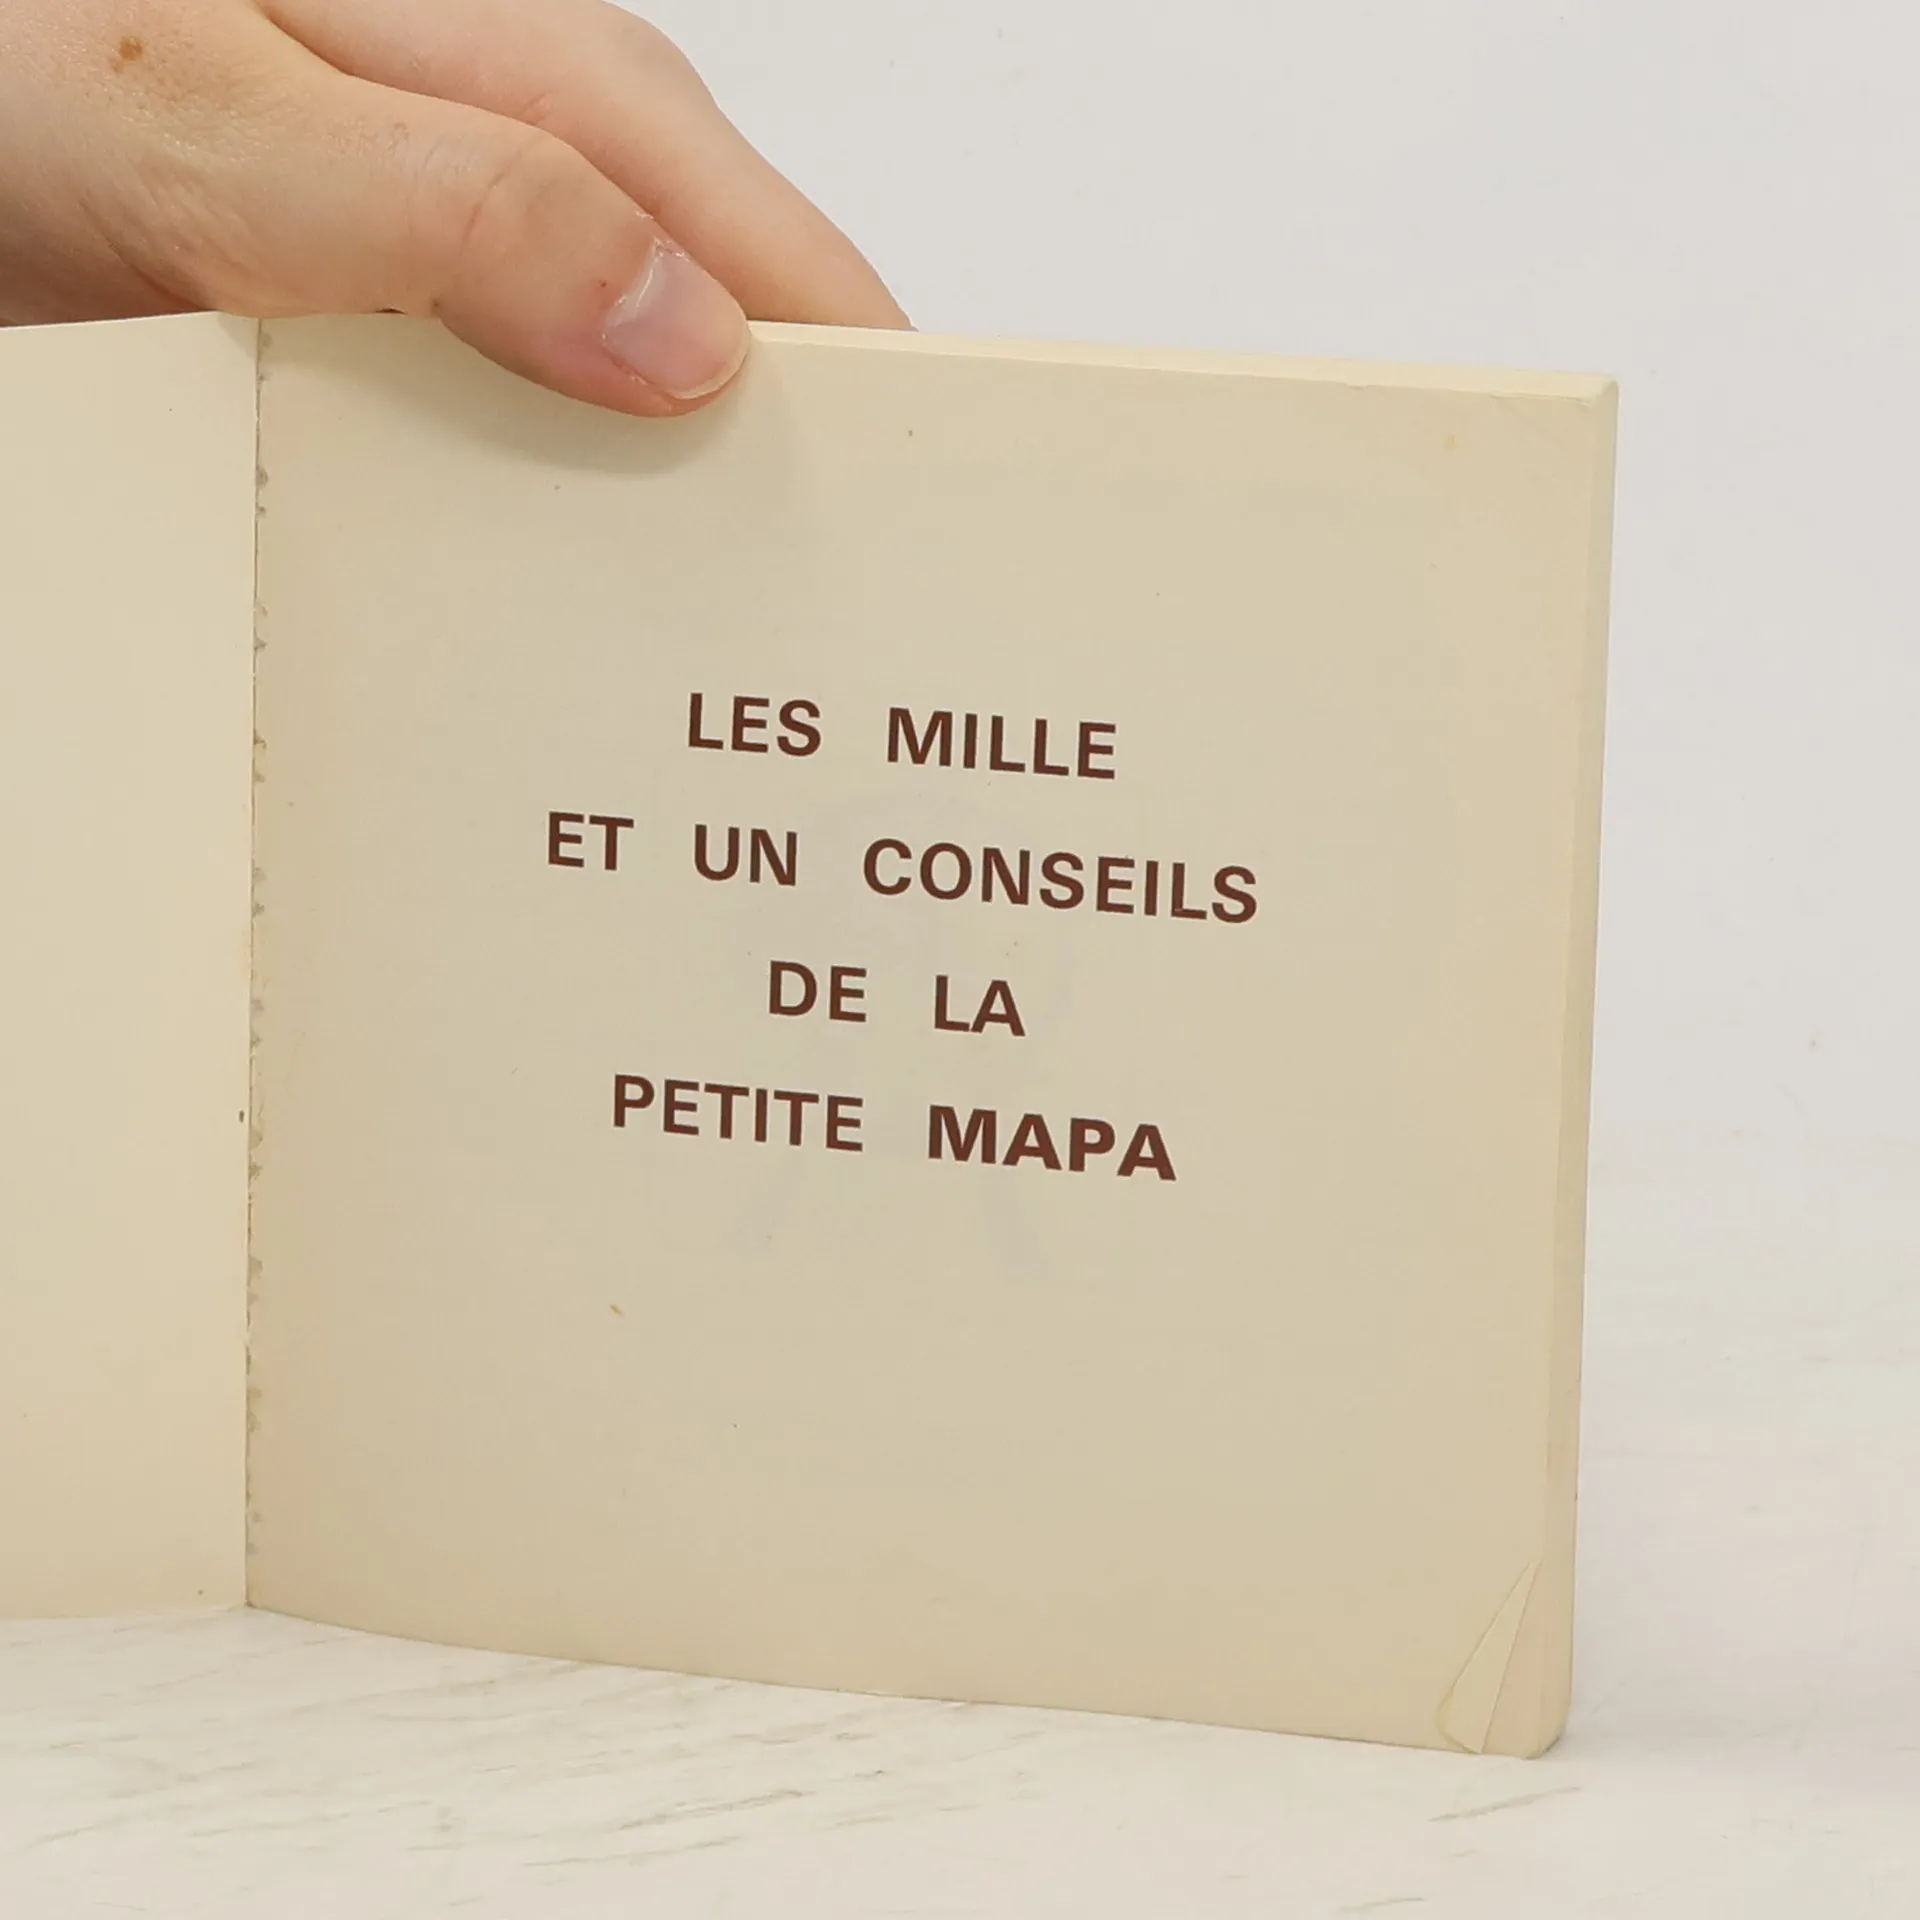 LES MILLE
ET UN CONSEILS
DE LA
PETITE MAPA